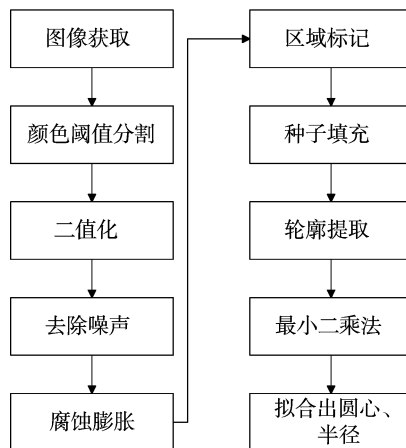 图像获取
颜色阈值分割
二值化
去除噪声
腐蚀膨胀
区域标记
种子填充
轮廓提取
最小二乘法
拟合出圆心、
半径